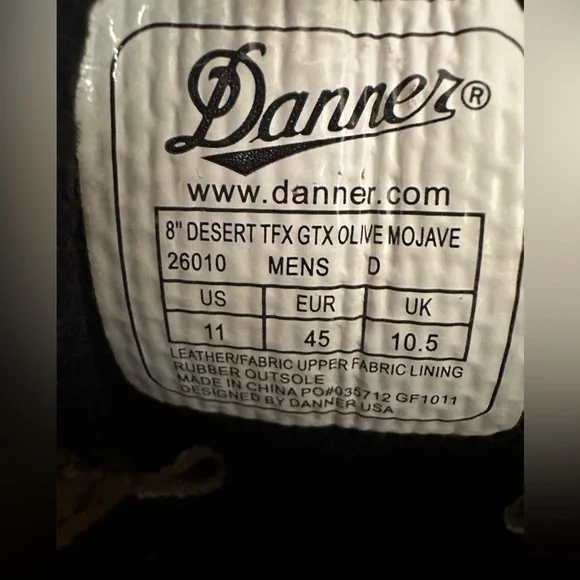 Danner®
www.danner.com
8" DESERT TFX GTX OLIVE MOJAVE
26010 MENS D
US EUR UK
11 45 10.5
LEATHER/FABRIC UPPER FABRIC LINING
RUBBER OUTSOLE
MADE IN CHINA PO#035712 GF1011
DESIGNED BY DANNER USA